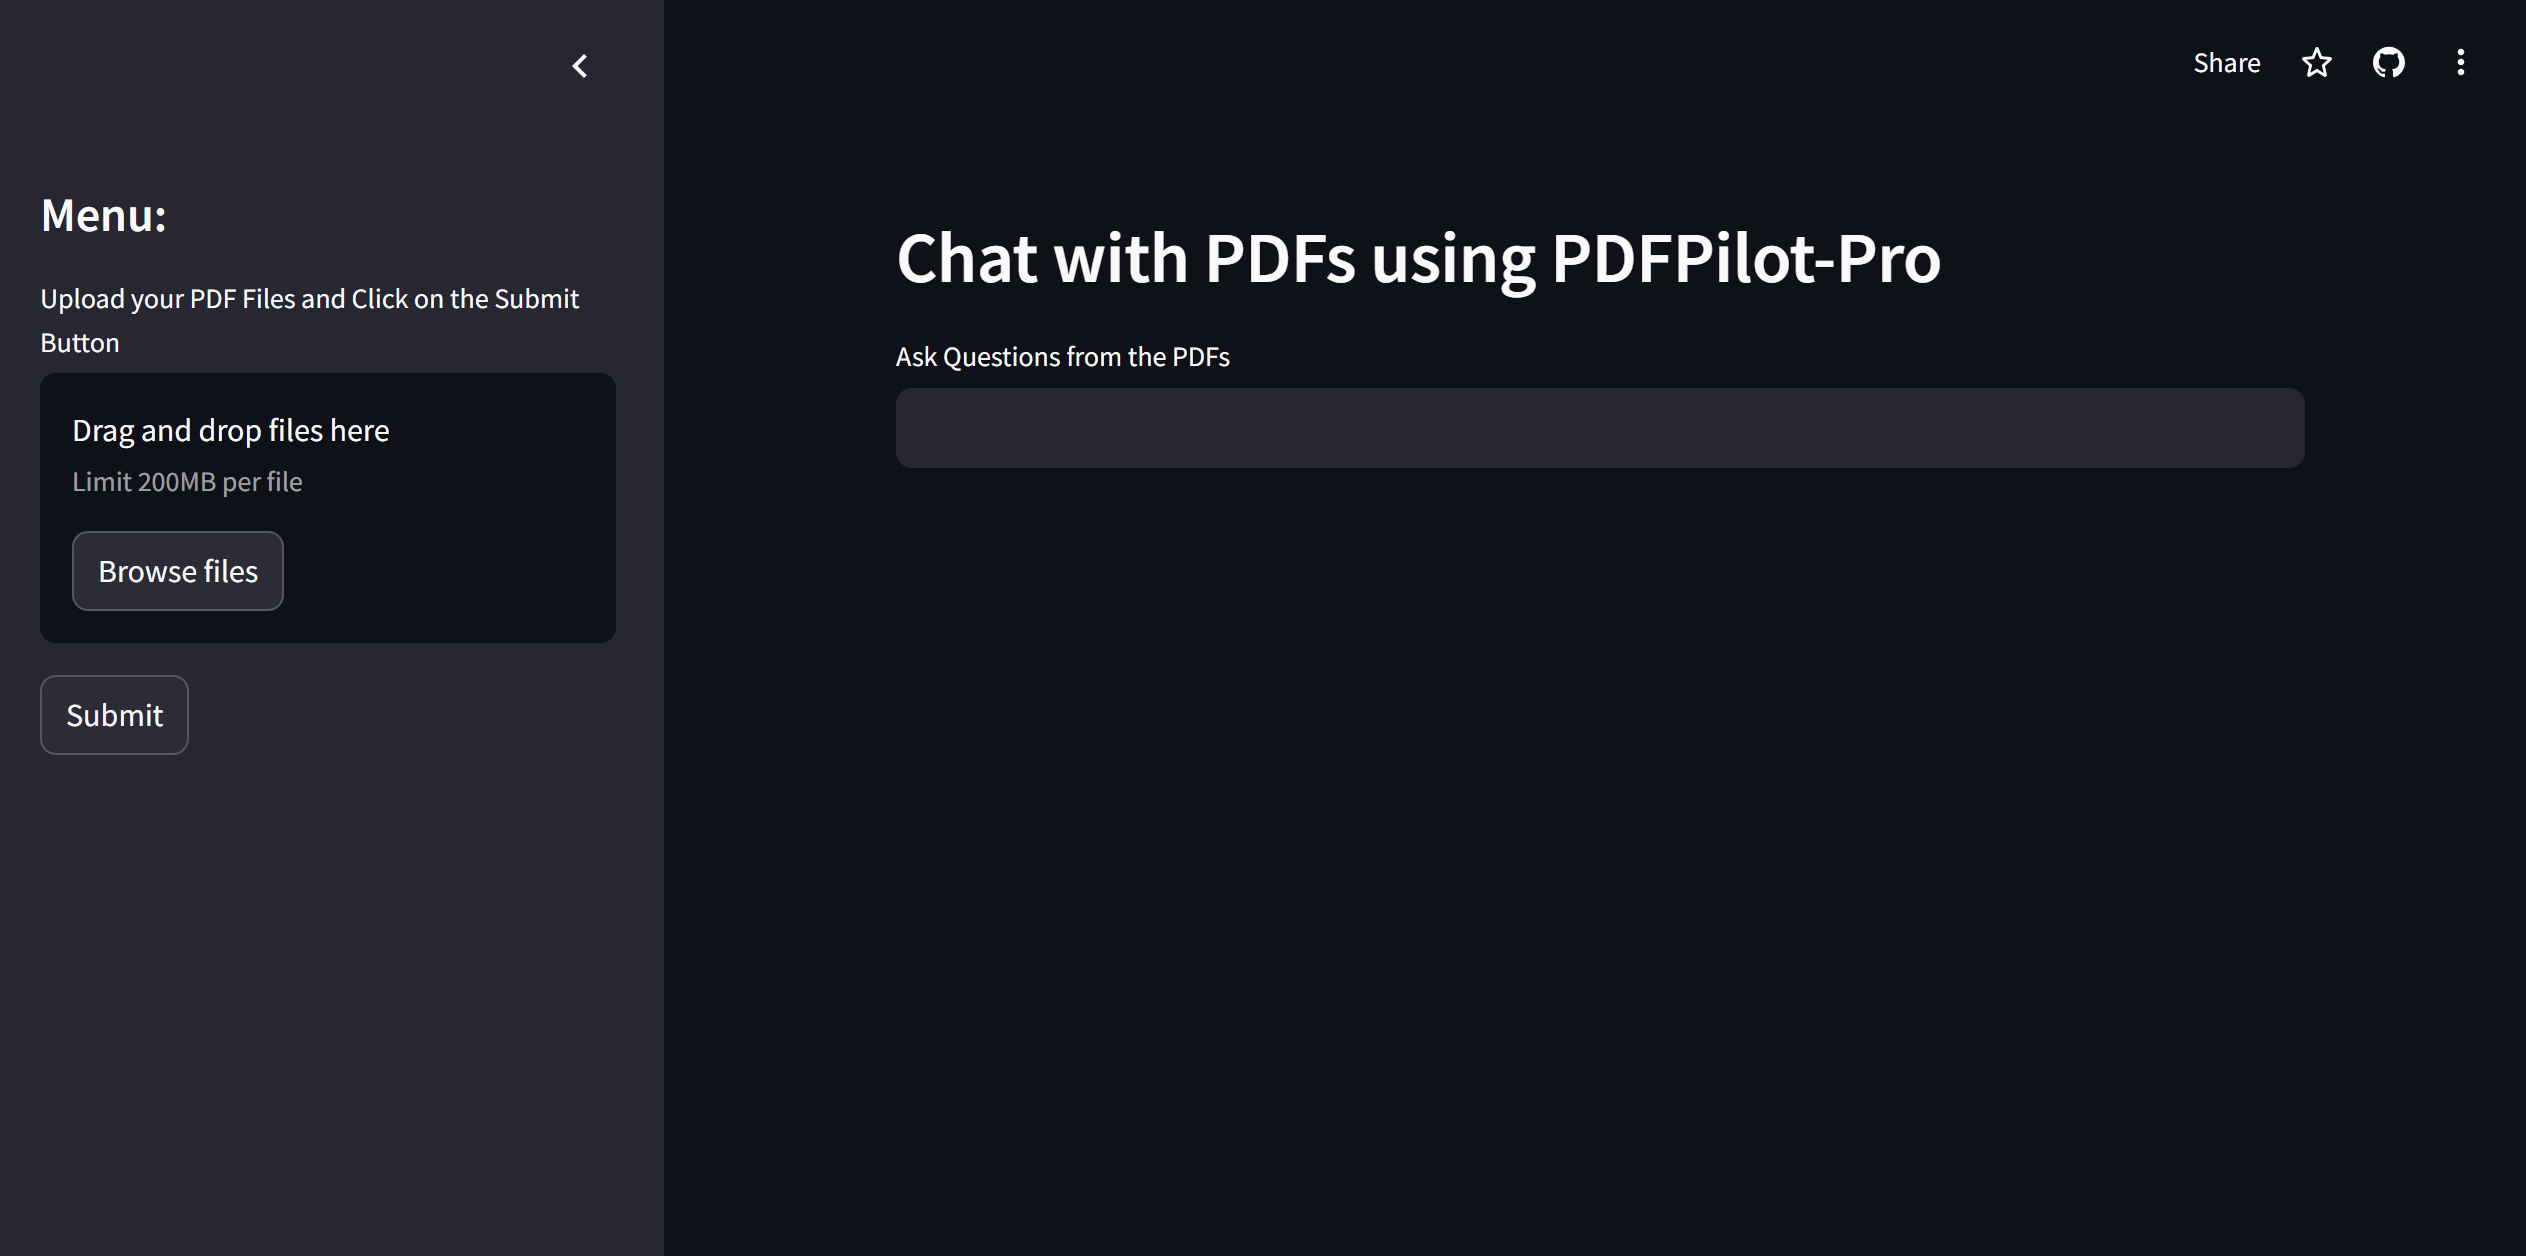 Share
Menu:
Upload your PDF Files and Click on the Submit
Button
Drag and drop files here
Limit 200MB per file
Browse files
Submit
Chat with PDFs using PDFPilot-Pro
Ask Questions from the PDFs